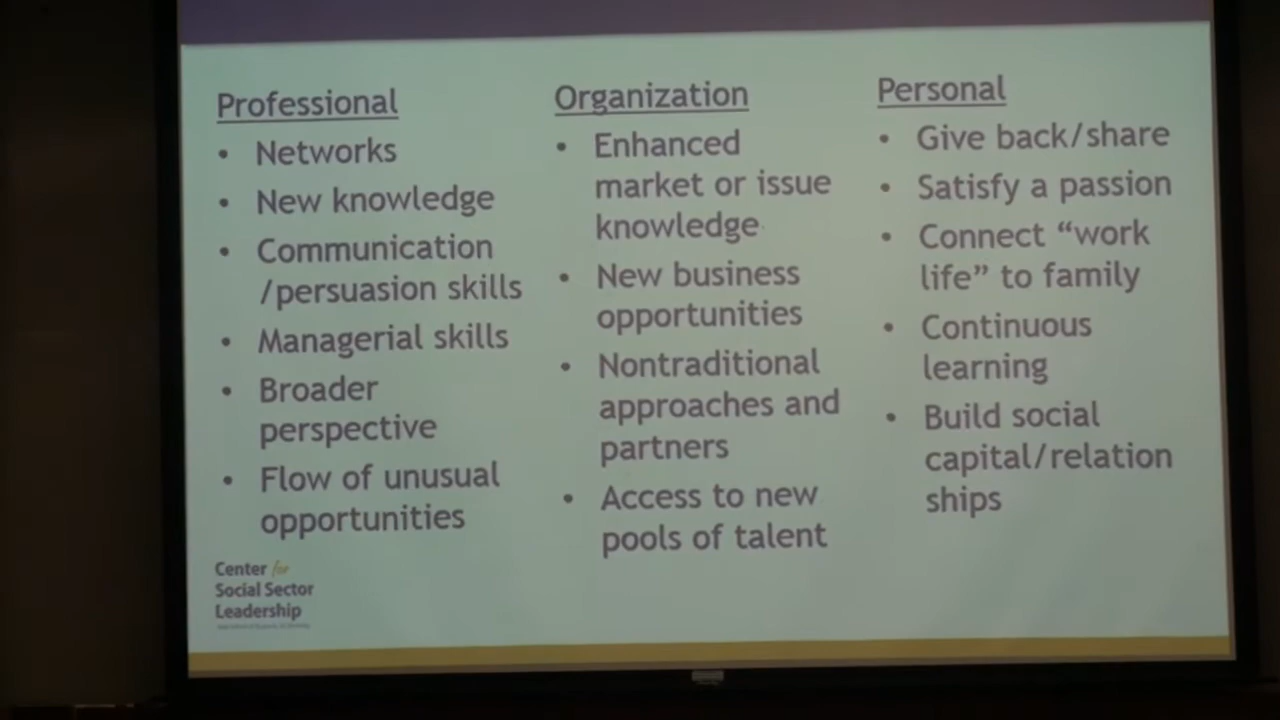 Professional
• Networks
• New knowledge
• Communication
/persuasion skills
• Managerial skills
• Broader
perspective
• Flow of unusual
opportunities
Organization
• Enhanced
market or issue
knowledge
• New business
opportunities
• Nontraditional
approaches and
partners
• Access to new
pools of talent
Personal
• Give back/share
• Satisfy a passion
• Connect “work
life” to family
• Continuous
learning
• Build social
capital/relation
ships
Center for
Social Sector
Leadership